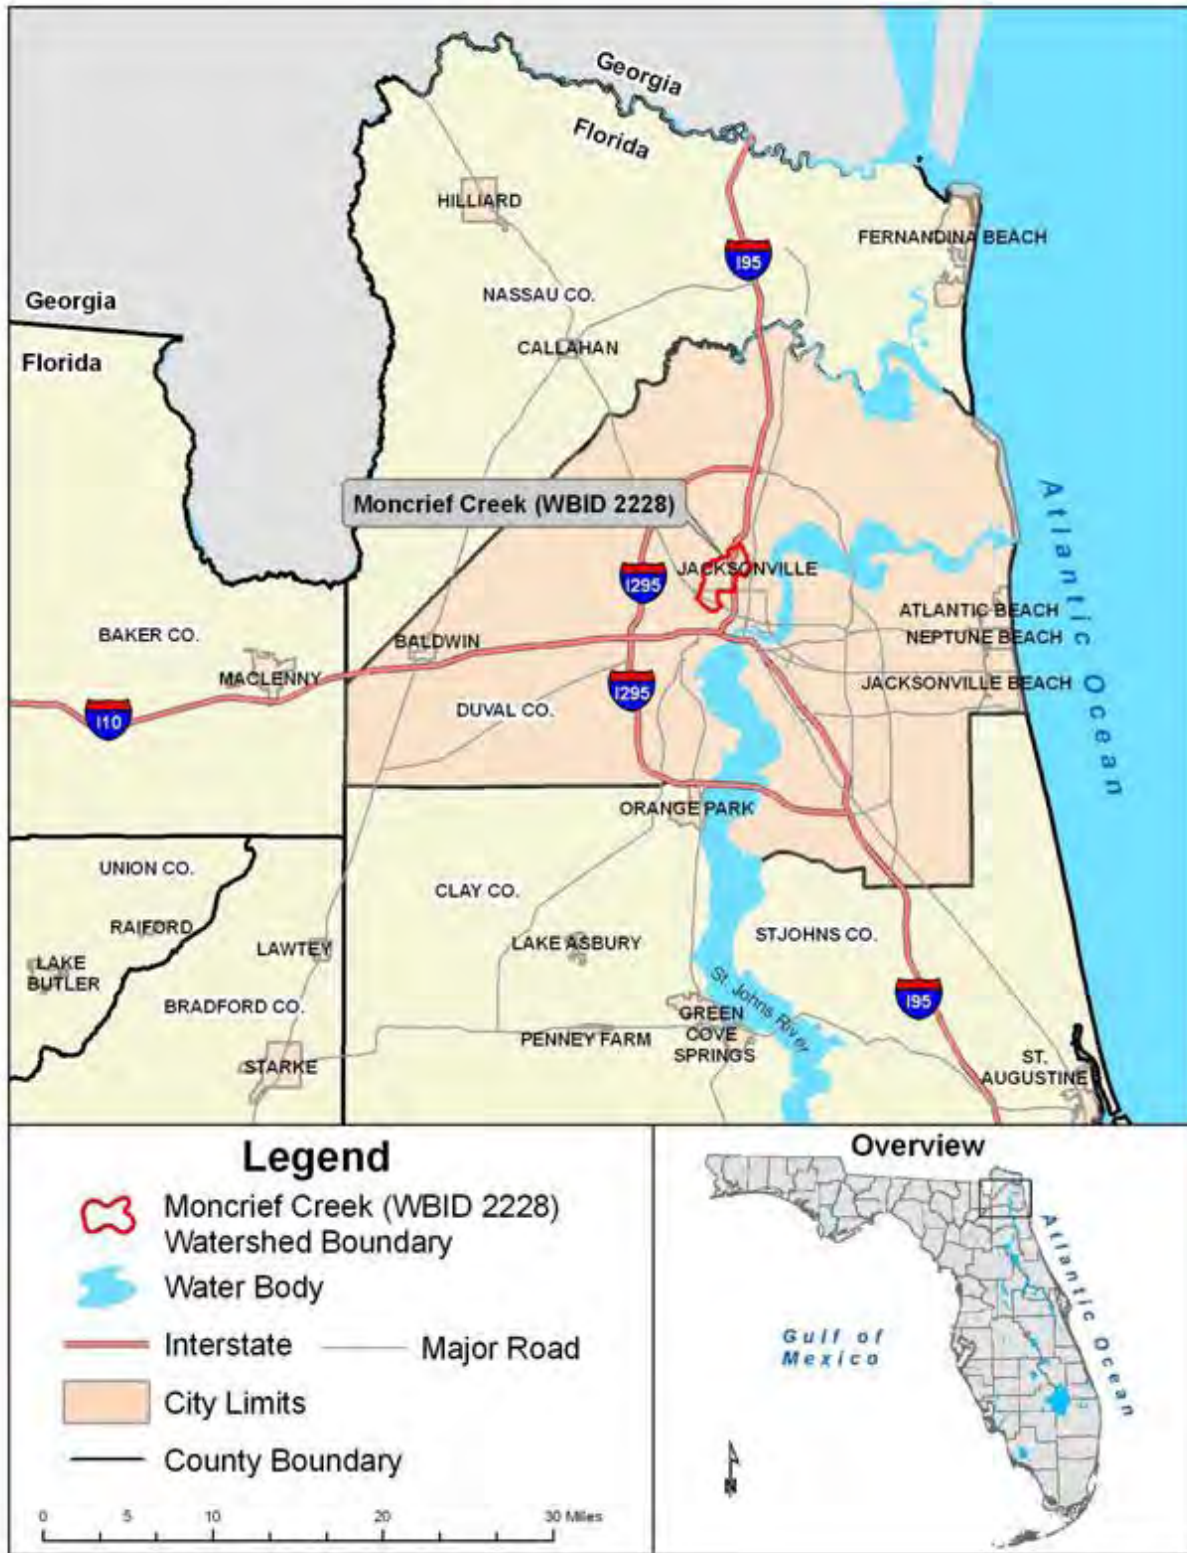 Georgia
Florida
HILLIARD
I95
FERNANDINA BEACH
Georgia
NASSAU CO.
CALLAHAN
Florida
Moncrief Creek (WBID 2228)
Atlantic Ocean
JACKSONVILLE
I295
ATLANTIC BEACH
BAKER CO.
BALDWIN
NEPTUNE BEACH
MACLENNY
I295
JACKSONVILLE BEACH
DUVAL CO.
I10
ORANGE PARK
UNION CO.
CLAY CO.
RAIFORD
STJOHNS CO.
LAWTEY
LAKE ASBURY
LAKE
BUTLER
St. Johns River
I95
BRADFORD CO.
GREEN
COVE
SPRINGS
PENNEY FARM
STARKE
ST.
AUGUSTINE
Legend
Moncrief Creek (WBID 2228)
Watershed Boundary
Water Body
Interstate
Major Road
City Limits
County Boundary
0 5 10 20 30 Miles
Overview
Atlantic Ocean
Gulf of
Mexico